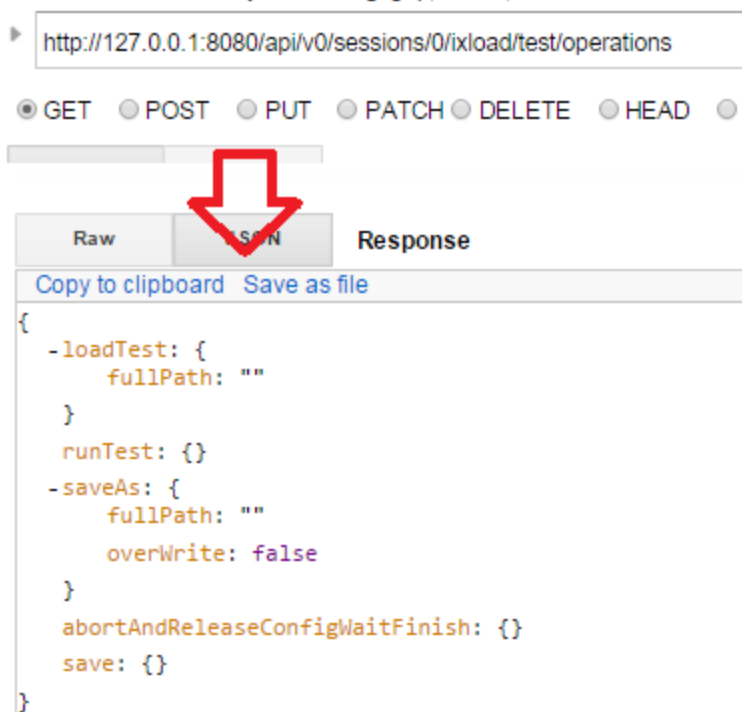 http://127.0.0.1:8080/api/v0/sessions/0/ixload/test/operations
GET POST PUT PATCH DELETE HEAD
Raw JSON Response
Copy to clipboard Save as file
{
-loadTest: {
fullPath: ""
}
runTest: {}
-saveAs: {
fullPath: ""
overWrite: false
}
abortAndReleaseConfigWaitFinish: {}
save: {}
}